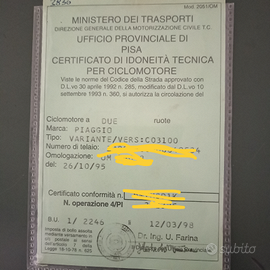 Mod. 2551/DM
MINISTERO DEI TRASPORTI
DIREZIONE GENERALE DELLA MOTORIZZAZIONE CIVILE T.C.
UFFICIO PROVINCIALE DI
PISA
CERTIFICATO DI IDONEITÀ TECNICA
PER CICLOMOTORE
Viste le norme del Codice della Strada approvato con
D.L.vo 30 aprile 1992 n. 285, modificato dal D.L.vo 10
settembre 1993 n. 360, si autorizza la circolazione del
Ciclomotore a DUE ruote
Marca: PIAGGIO
Tipo: VARIANTE/VERS:C03100
Numero di telaio:
Omologazione:
del: 26/10/95
Certificato conformità n.
N. operazione 4/PI
B.U. 1/ 2246 12/03/98
Dr. Ing. U. Farina
subito